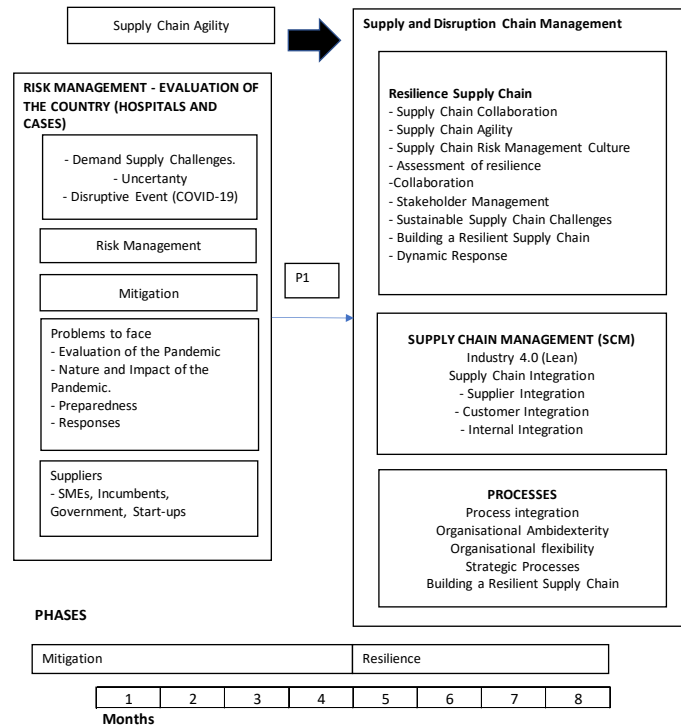 Supply Chain Agility
Supply and Disruption Chain Management
RISK MANAGEMENT - EVALUATION OF
THE COUNTRY (HOSPITALS AND
CASES)
- Demand Supply Challenges.
- Uncertanty
- Disruptive Event (COVID-19)
Risk Management
Mitigation
Problems to face
- Evaluation of the Pandemic
- Nature and Impact of the
Pandemic.
- Preparedness
- Responses
Suppliers
- SMEs, Incumbents,
Government, Start-ups
P1
Resilience Supply Chain
- Supply Chain Collaboration
- Supply Chain Agility
- Supply Chain Risk Management Culture
- Assessment of resilience
-Collaboration
- Stakeholder Management
- Sustainable Supply Chain Challenges
- Building a Resilient Supply Chain
- Dynamic Response
SUPPLY CHAIN MANAGEMENT (SCM)
Industry 4.0 (Lean)
Supply Chain Integration
- Supplier Integration
- Customer Integration
- Internal Integration
PROCESSES
Process integration
Organisational Ambidexterity
Organisational flexibility
Strategic Processes
Building a Resilient Supply Chain
PHASES
Mitigation Resilience
1 2 3 4 5 6 7 8
Months